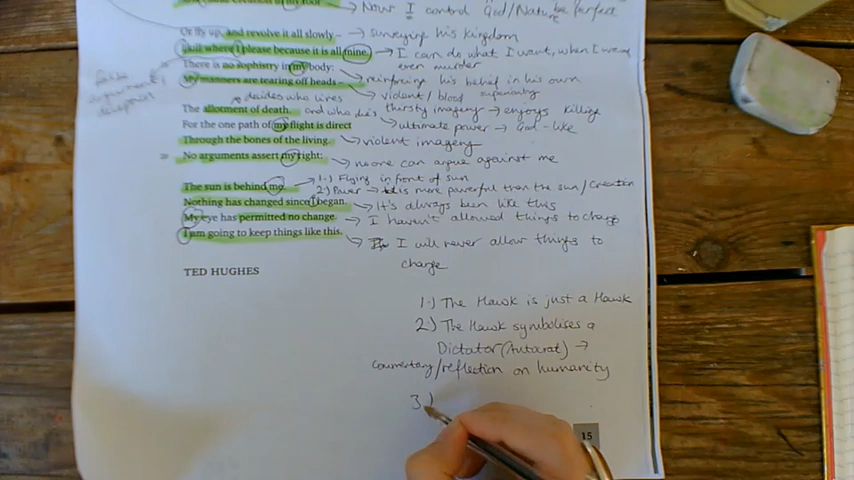 Now I control God/Nature be perfect
Or fly up, and revolve it all slowly – → surveying his kingdom
I kill where I please because it is all mine. → I can do what I want, when I want
There is no sophistry in my body: even murder
My manners are tearing off heads – reinforcing his belief in his own superiority
decides who lives → violent/blood
The allotment of death. and who dies thirsty imagery → enjoys killing
For the one path of my flight is direct → ultimate power → God-like
Through the bones of the living. → violent imagery
20 No arguments assert my right: → no one can argue against me
1.) Flying in front of sun
The sun is behind me. 2.) Power → is more powerful than the sun/Creation
Nothing has changed since I began. → It's always been like this
My eye has permitted no change. → I haven't allowed things to change
I am going to keep things like this. → I will never allow things to
change
TED HUGHES
1.) The Hawk is just a Hawk
2.) The Hawk symbolises a
Dictator (Autocrat) →
Commentary/reflection on humanity
3.)
15